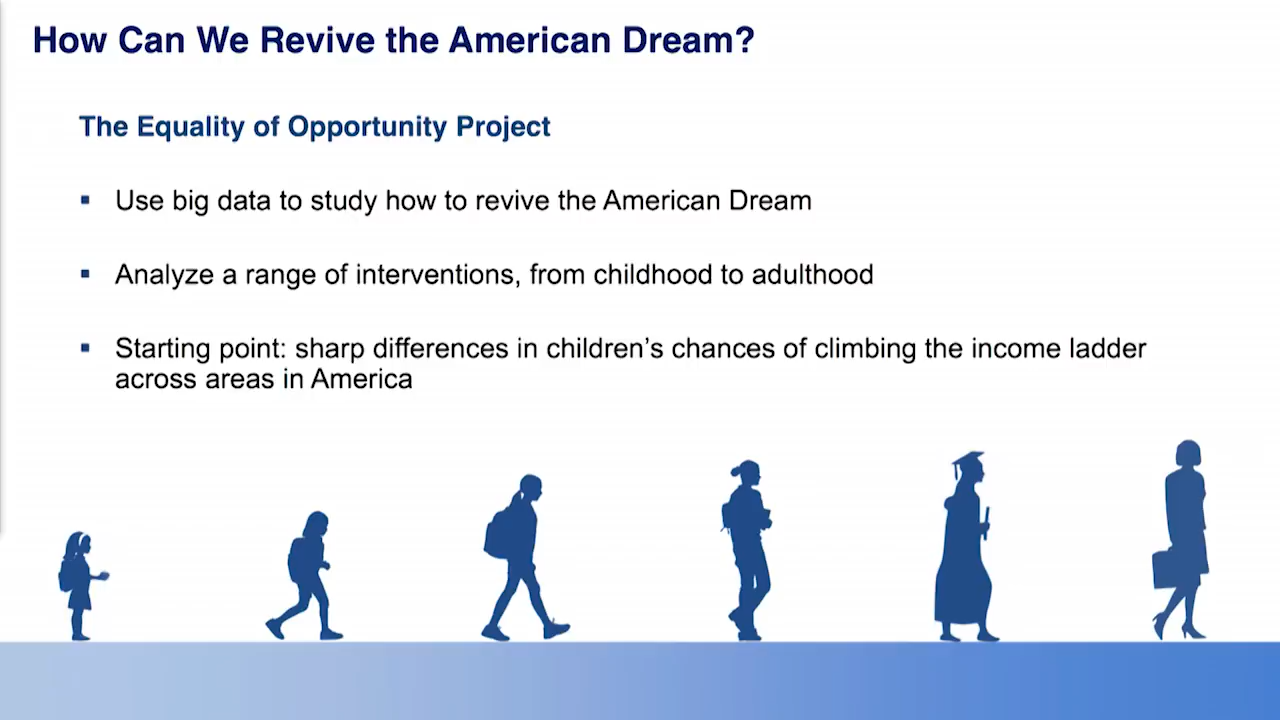 How Can We Revive the American Dream?
The Equality of Opportunity Project
▪ Use big data to study how to revive the American Dream
▪ Analyze a range of interventions, from childhood to adulthood
▪ Starting point: sharp differences in children’s chances of climbing the income ladder
across areas in America